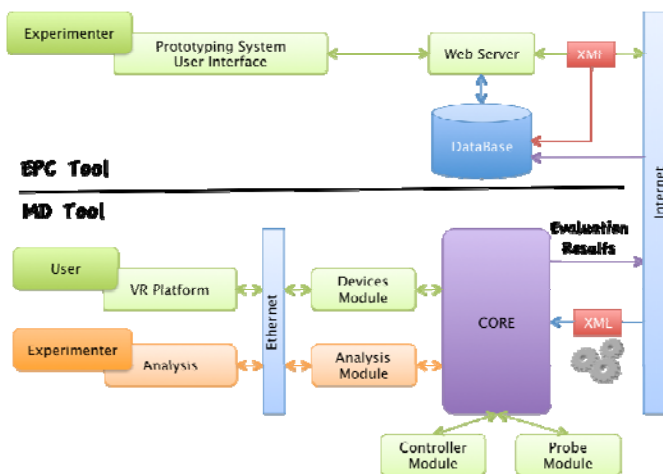 Experimenter
Prototyping System
User Interface
Web Server
XML
DataBase
EPC Tool
MD Tool
Internet
Evaluation
Results
User
VR Platform
Ethernet
Devices
Module
CORE
XML
Experimenter
Analysis
Analysis
Module
Controller
Module
Probe
Module